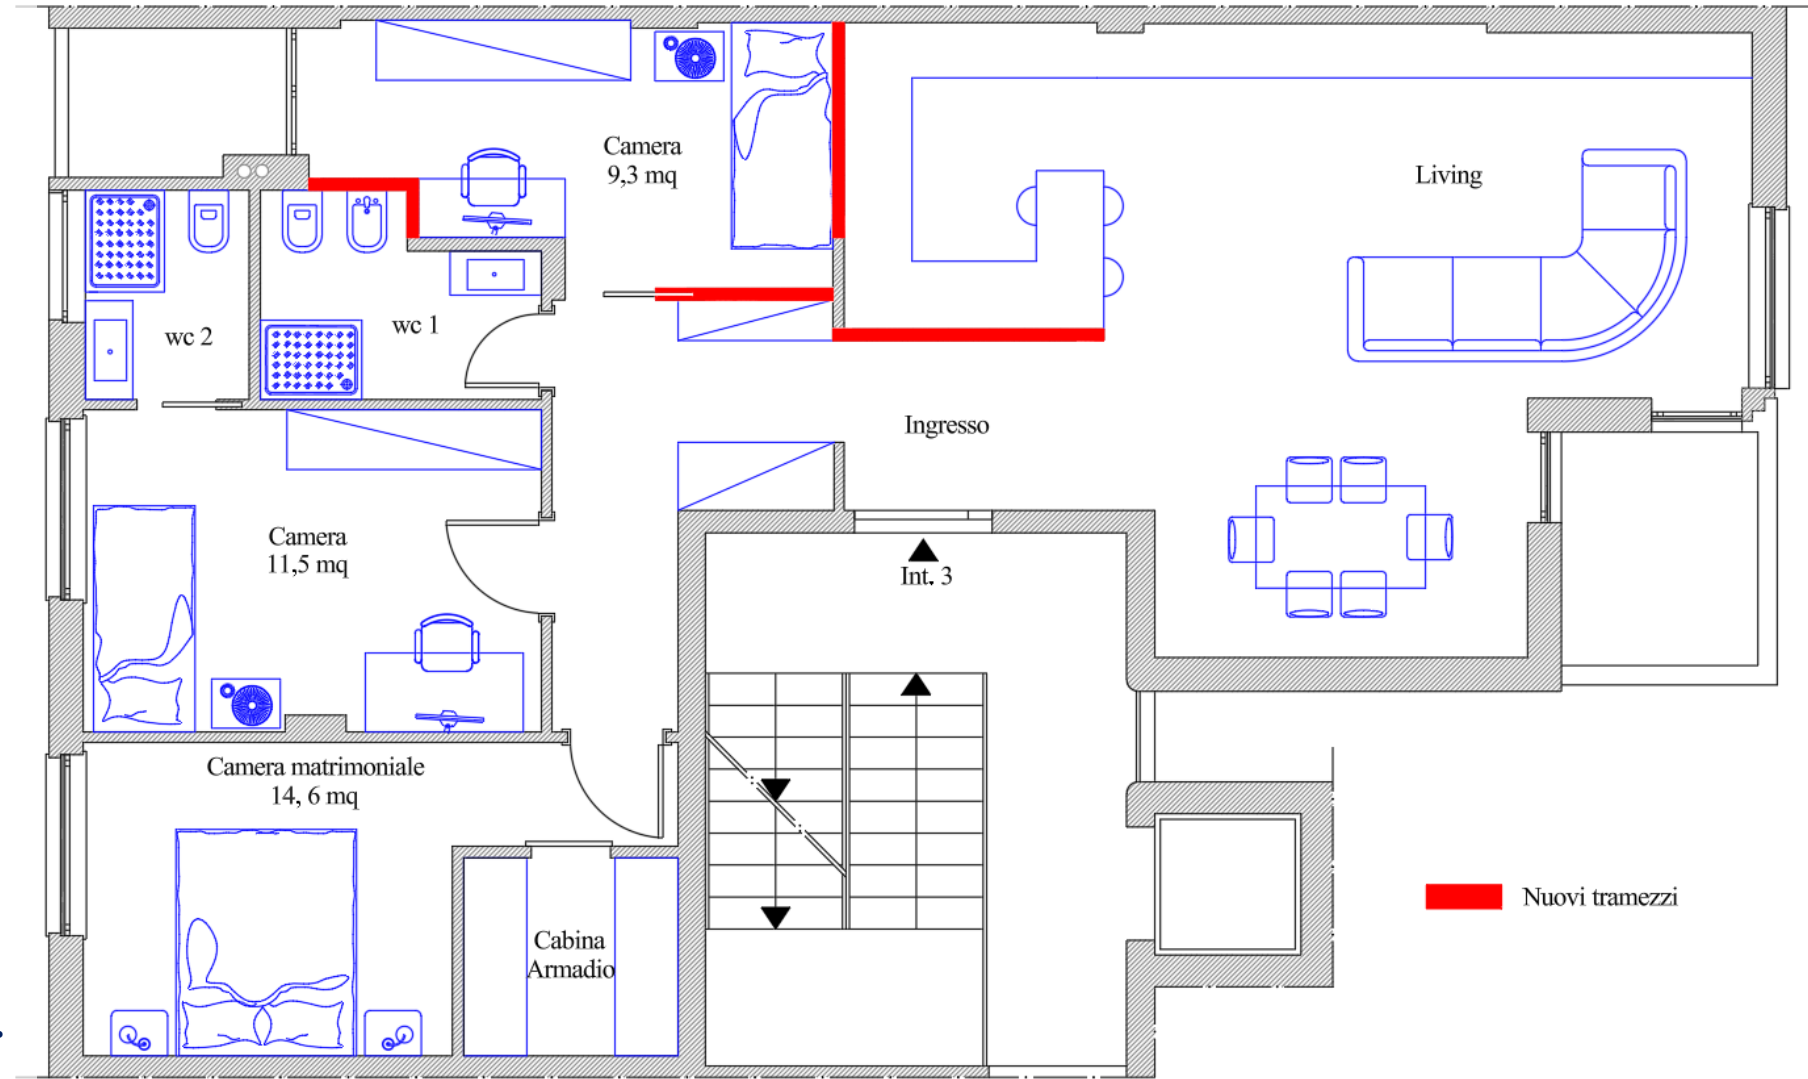 Camera
9,3 mq
Living
wc 2
wc 1
Ingresso
Camera
11,5 mq
Int. 3
Camera matrimoniale
14, 6 mq
Cabina
Armadio
Nuovi tramezzi